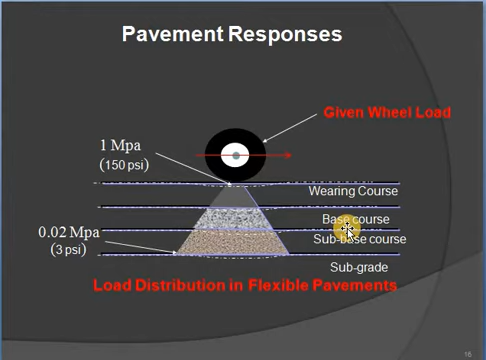 Pavement Responses
Given Wheel Load
1 Mpa
(150 psi)
Wearing Course
Base course
0.02 Mpa
(3 psi)
Sub-base course
Sub-grade
Load Distribution in Flexible Pavements
16